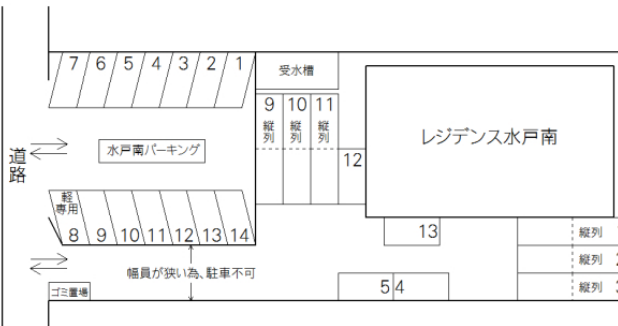 7 6 5 4 3 2 1
受水槽
9 10 11
縦列 縦列 縦列
レジデンス水戸南
水戸南パーキング
道路
12
軽専用
8 9 10 11 12 13 14
13
縦列
縦列
縦列
幅員が狭い為、駐車不可
5 4
ゴミ置場